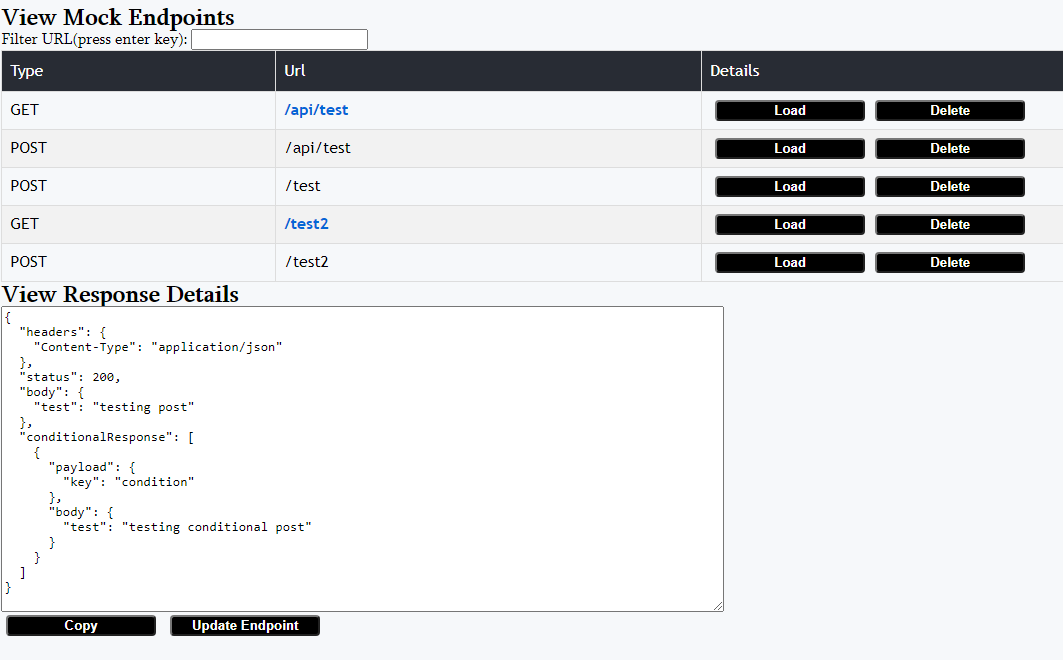 View Mock Endpoints
Filter URL(press enter key):
Type Url Details
GET /api/test Load Delete
POST /api/test Load Delete
POST /test Load Delete
GET /test2 Load Delete
POST /test2 Load Delete
View Response Details
{
  "headers": {
    "Content-Type": "application/json"
  },
  "status": 200,
  "body": {
    "test": "testing post"
  },
  "conditionalResponse": [
    {
      "payload": {
        "key": "condition"
      },
      "body": {
        "test": "testing conditional post"
      }
    }
  ]
}
Copy Update Endpoint